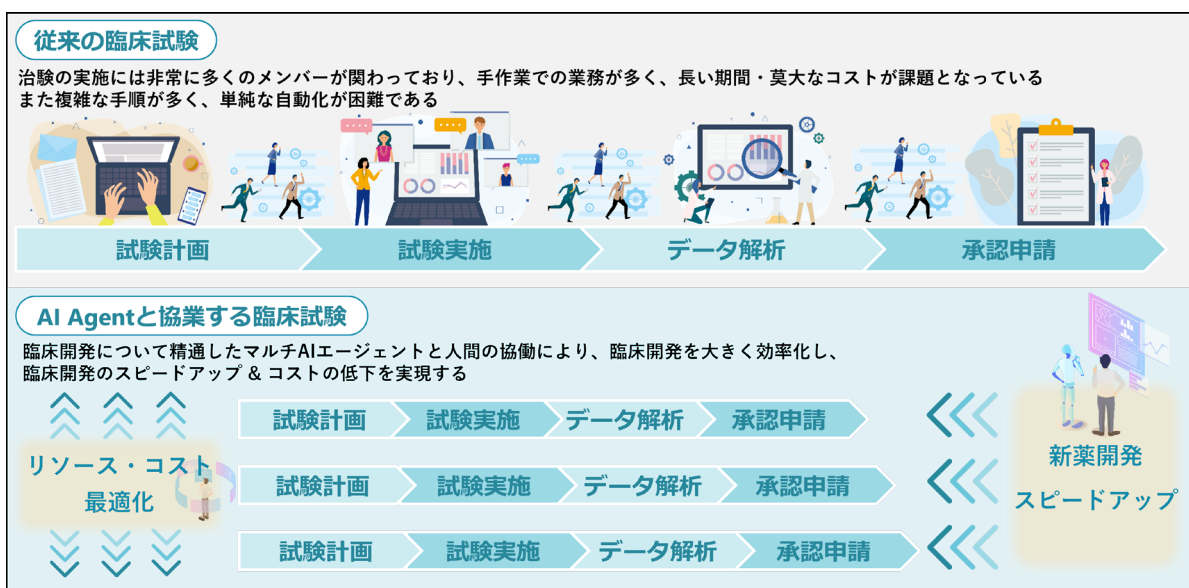 従来の臨床試験
治験の実施には非常に多くのメンバーが関わっており、手作業での業務が多く、長い期間・莫大なコストが課題となっている
また複雑な手順が多く、単純な自動化が困難である
試験計画
試験実施
データ解析
承認申請
AI Agentと協業する臨床試験
臨床開発について精通したマルチAIエージェントと人間の協働により、臨床開発を大きく効率化し、
臨床開発のスピードアップ & コストの低下を実現する
リソース・コスト
最適化
試験計画
試験実施
データ解析
承認申請
試験計画
試験実施
データ解析
承認申請
試験計画
試験実施
データ解析
承認申請
新薬開発
スピードアップ